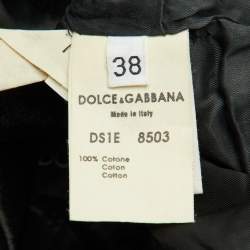 38
DOLCE&GABBANA
Made in Italy
DS1E 8503
100% Cotone
Coton
Cotton